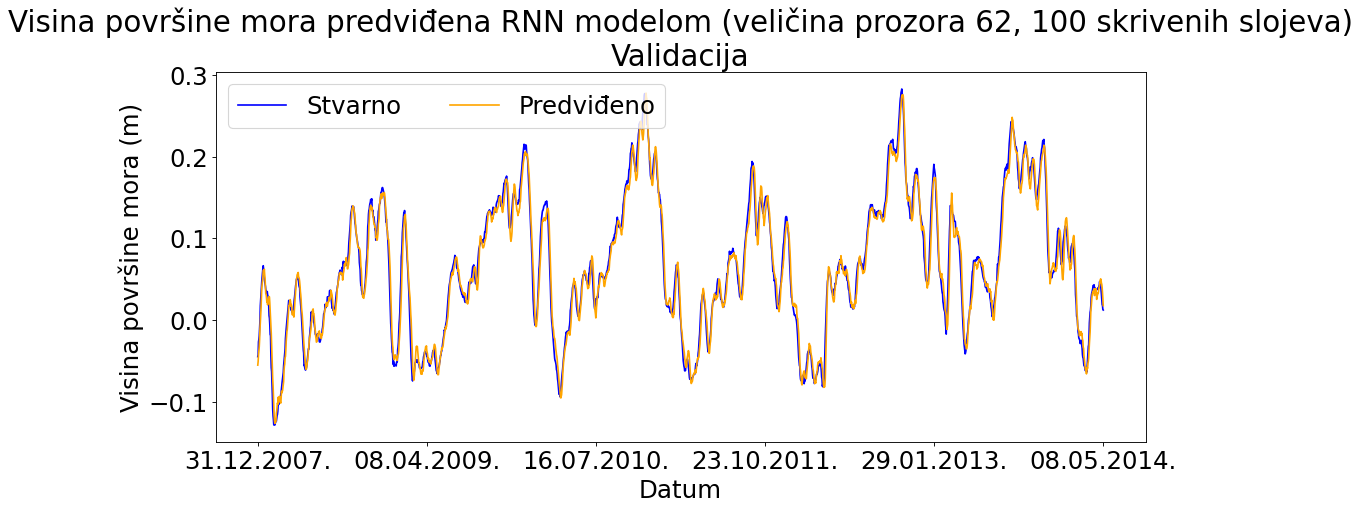 Visina površine mora predviđena RNN modelom (veličina prozora 62, 100 skrivenih slojeva)
Validacija
Stvarno
Predviđeno
Visina površine mora (m)
0.3
0.2
0.1
0.0
−0.1
31.12.2007.
08.04.2009.
16.07.2010.
23.10.2011.
29.01.2013.
08.05.2014.
Datum